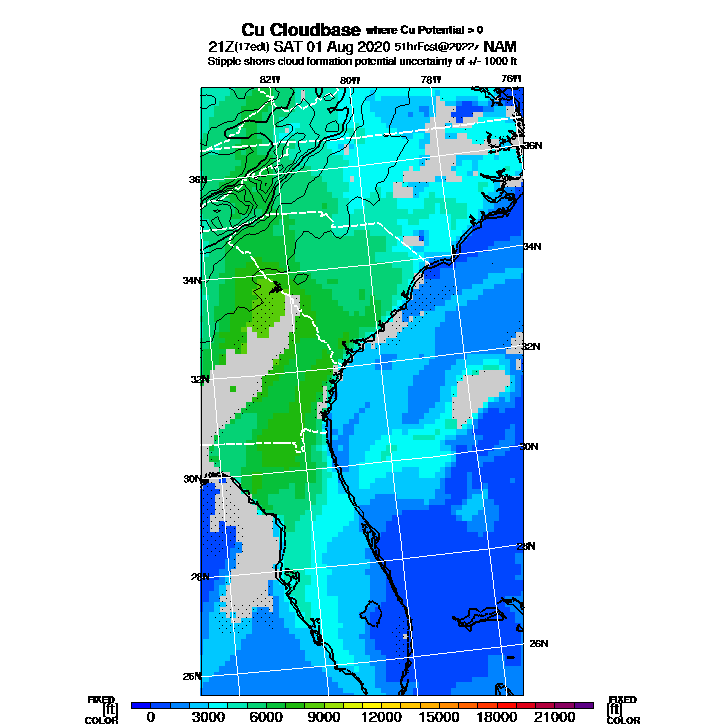 Cu Cloudbase where Cu Potential > 0
21Z(17edt) SAT 01 Aug 2020 51hrFcst@2022z NAM
Stipple shows cloud formation potential uncertainty of +/- 1000 ft
82W 80W 78W 76W
36N
36N
34N
34N
32N
32N
30N
30N
28N
28N
26N
26N
FIXED FIXED
[ft] [ft]
COLOR COLOR
0 3000 6000 9000 12000 15000 18000 21000